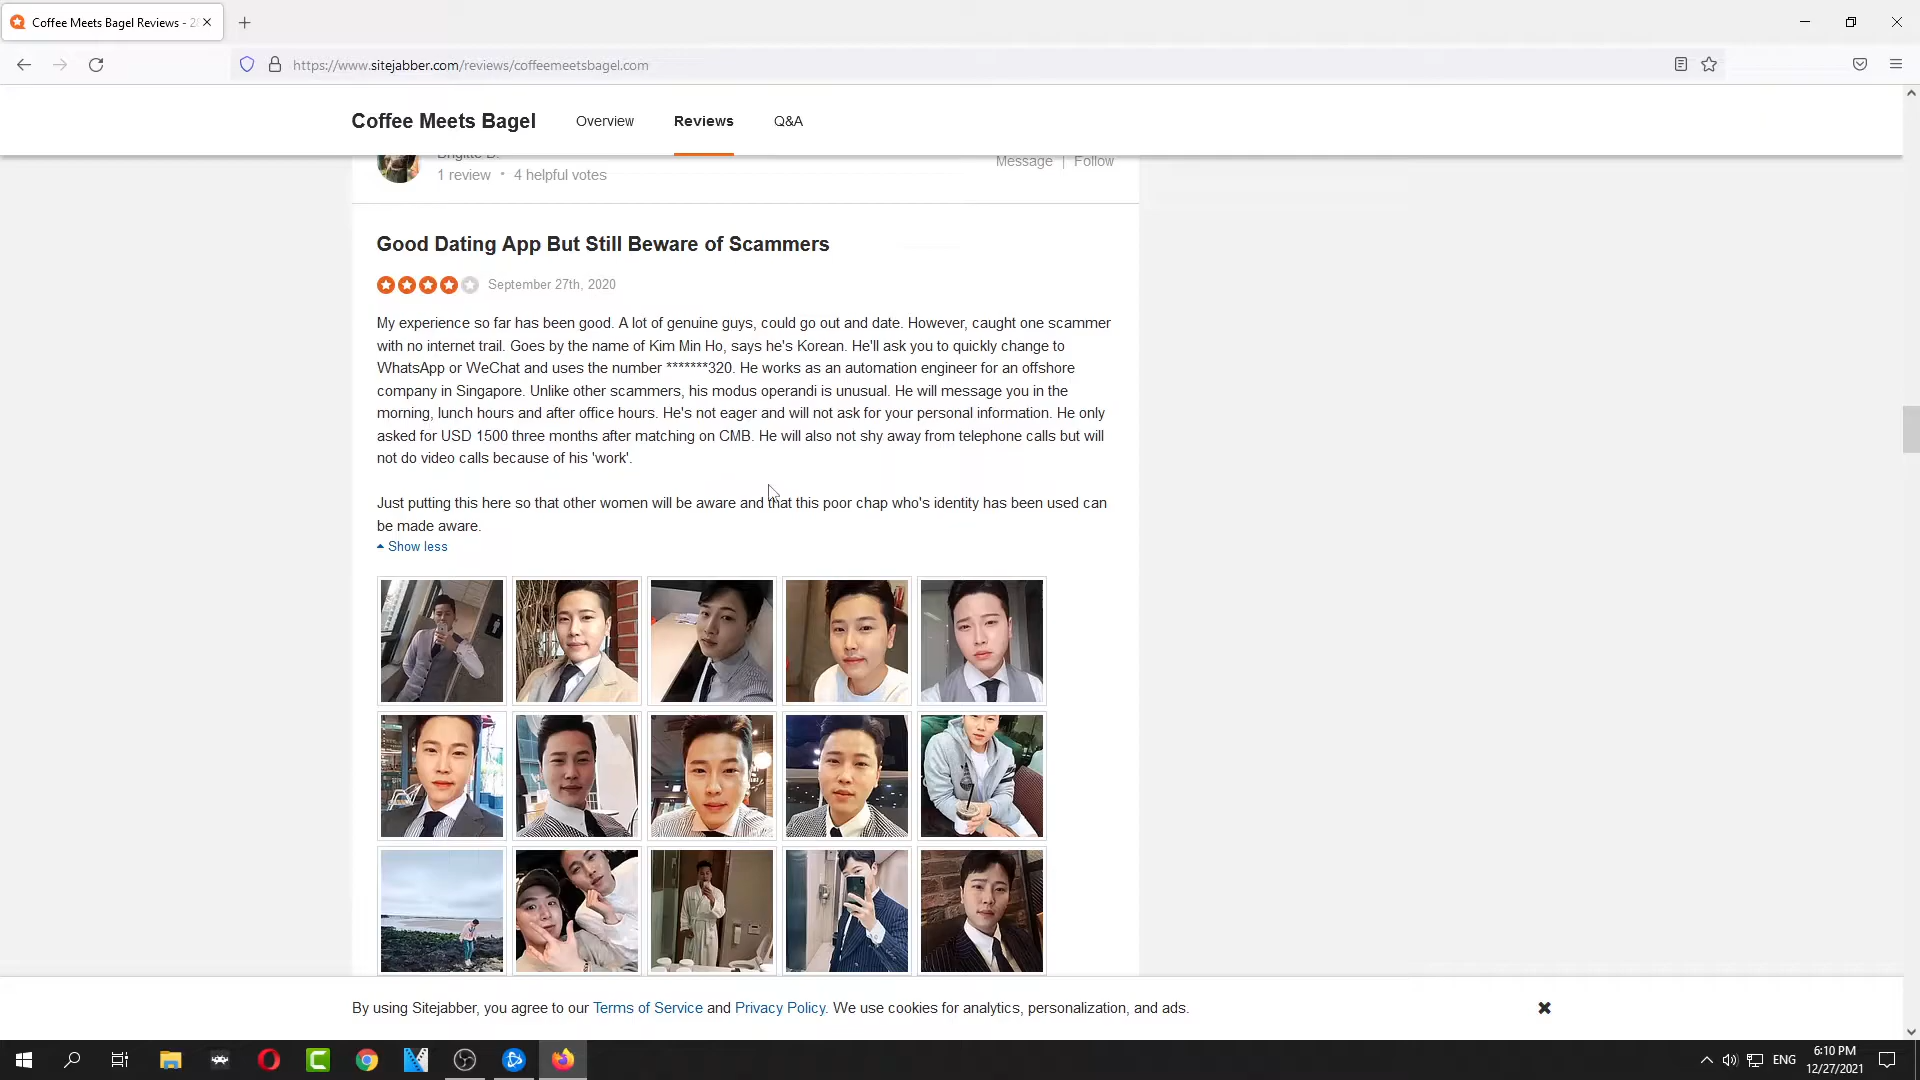 Coffee Meets Bagel Reviews - 2
https://www.sitejabber.com/reviews/coffeemeetsbagel.com
Coffee Meets Bagel Overview Reviews Q&A
Brigitte D.
Message | Follow
1 review • 4 helpful votes
Good Dating App But Still Beware of Scammers
September 27th, 2020
My experience so far has been good. A lot of genuine guys, could go out and date. However, caught one scammer
with no internet trail. Goes by the name of Kim Min Ho, says he's Korean. He'll ask you to quickly change to
WhatsApp or WeChat and uses the number *******320. He works as an automation engineer for an offshore
company in Singapore. Unlike other scammers, his modus operandi is unusual. He will message you in the
morning, lunch hours and after office hours. He's not eager and will not ask for your personal information. He only
asked for USD 1500 three months after matching on CMB. He will also not shy away from telephone calls but will
not do video calls because of his 'work'.
Just putting this here so that other women will be aware and that this poor chap who's identity has been used can
be made aware.
Show less
By using Sitejabber, you agree to our Terms of Service and Privacy Policy. We use cookies for analytics, personalization, and ads.
ENG
6:10 PM
12/27/2021